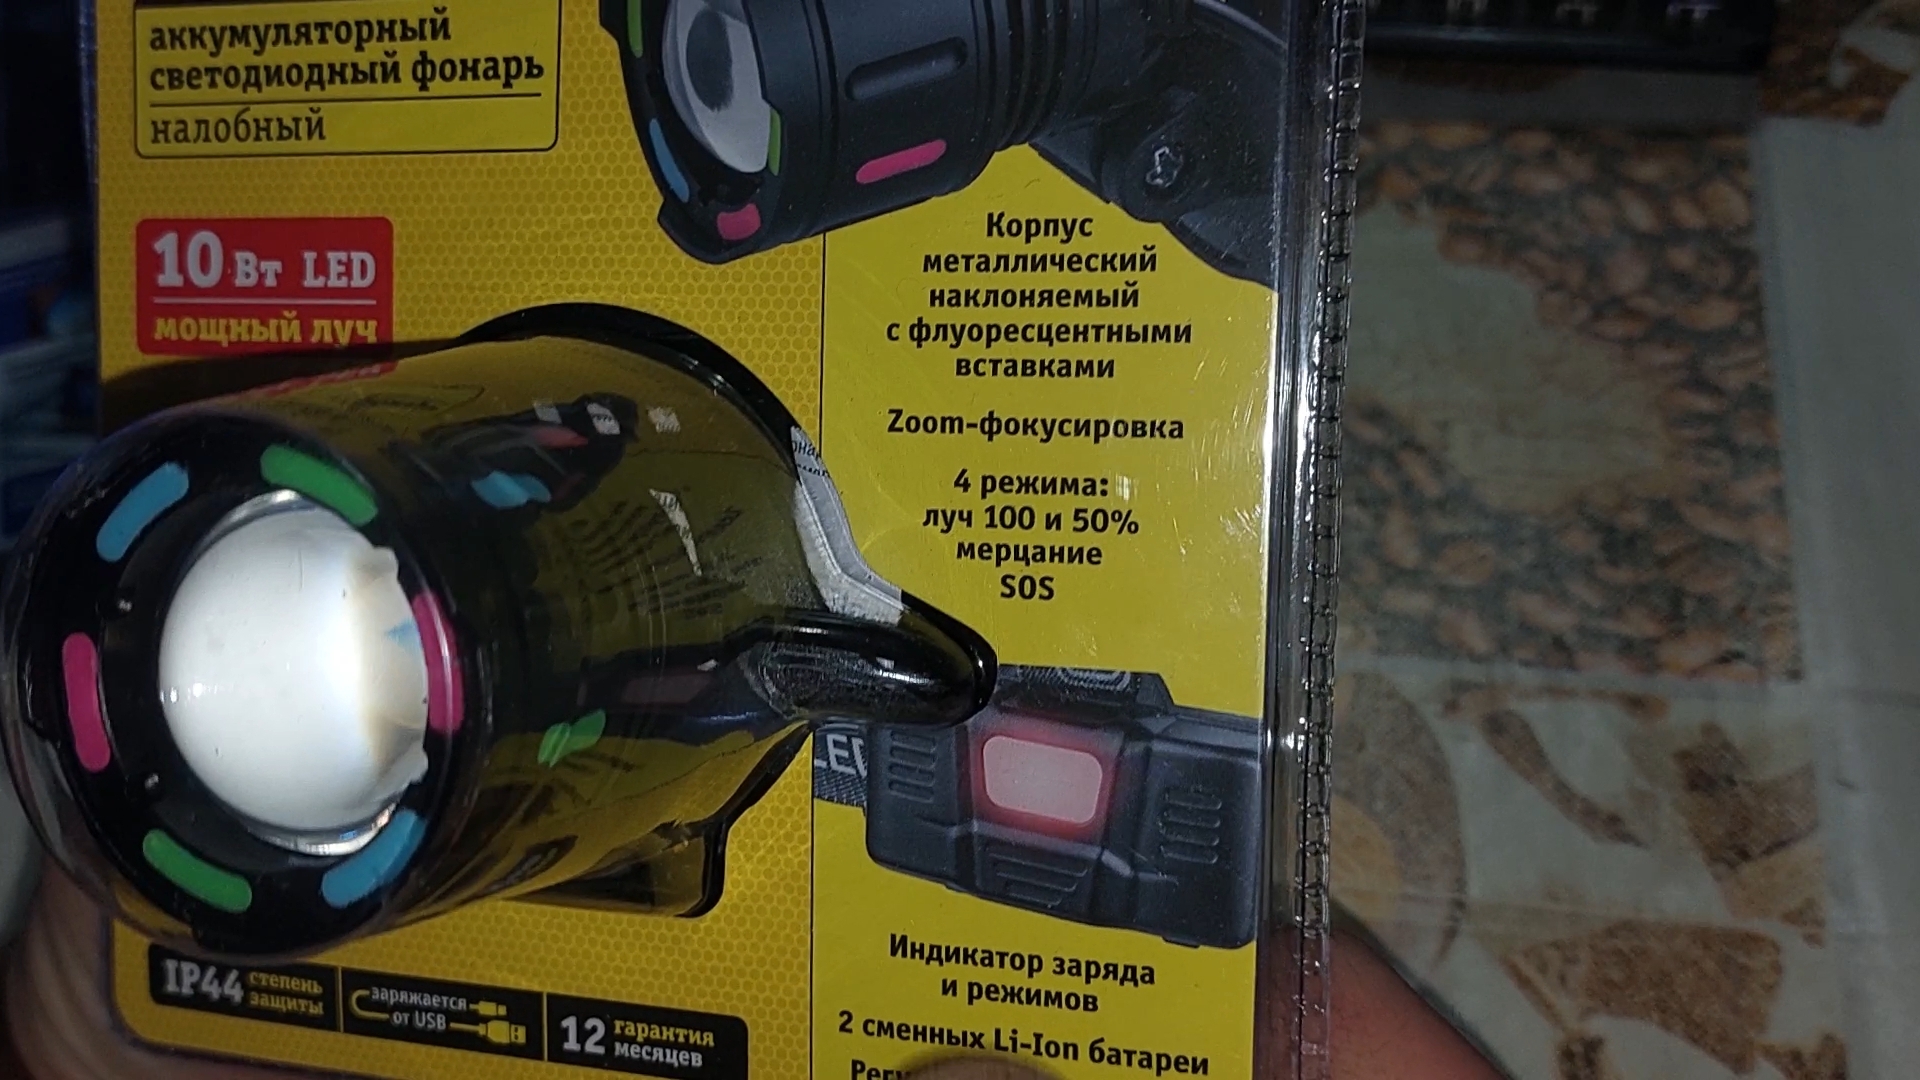 аккумуляторный
светодиодный фонарь
налобный
10 Вт LED
мощный луч
Корпус
металлический
наклоняемый
с флуоресцентными
вставками
Zoom-фокусировка
4 режима:
луч 100 и 50%
мерцание
SOS
LED
Индикатор заряда
и режимов
2 сменных Li-Ion батареи
IP44 степень
защиты
заряжается
от USB
12 гарантия
месяцев